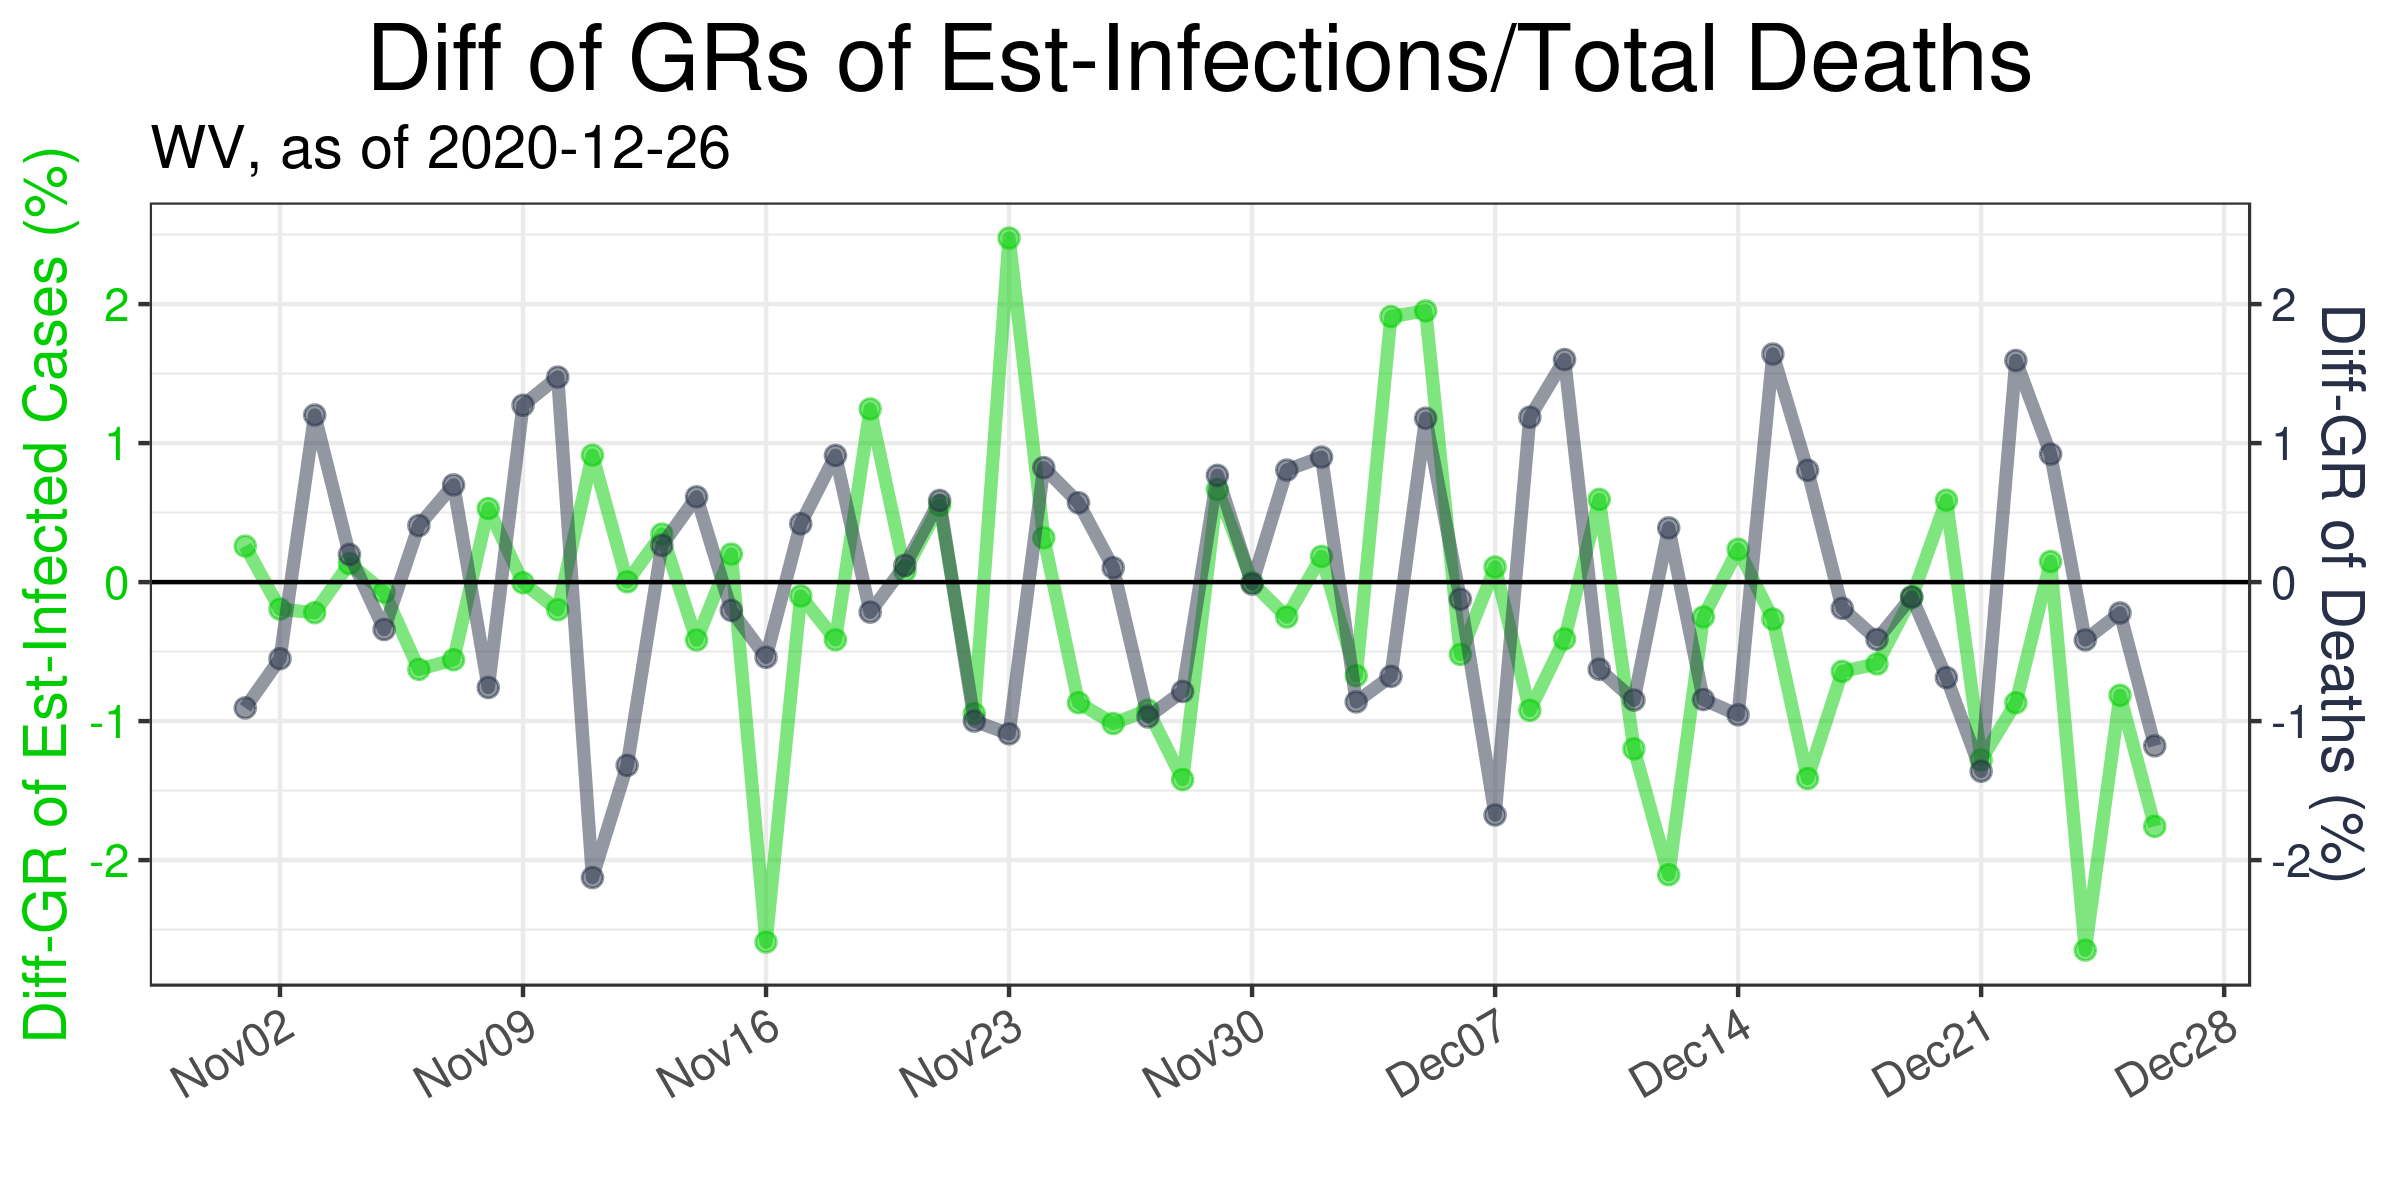 Diff of GRs of Est-Infections/Total Deaths
WV, as of 2020-12-26
Diff-GR of Est-Infected Cases (%)
2
1
0
-1
-2
2
1
0
-1
-2
Diff-GR of Deaths (%)
Nov02
Nov09
Nov16
Nov23
Nov30
Dec07
Dec14
Dec21
Dec28